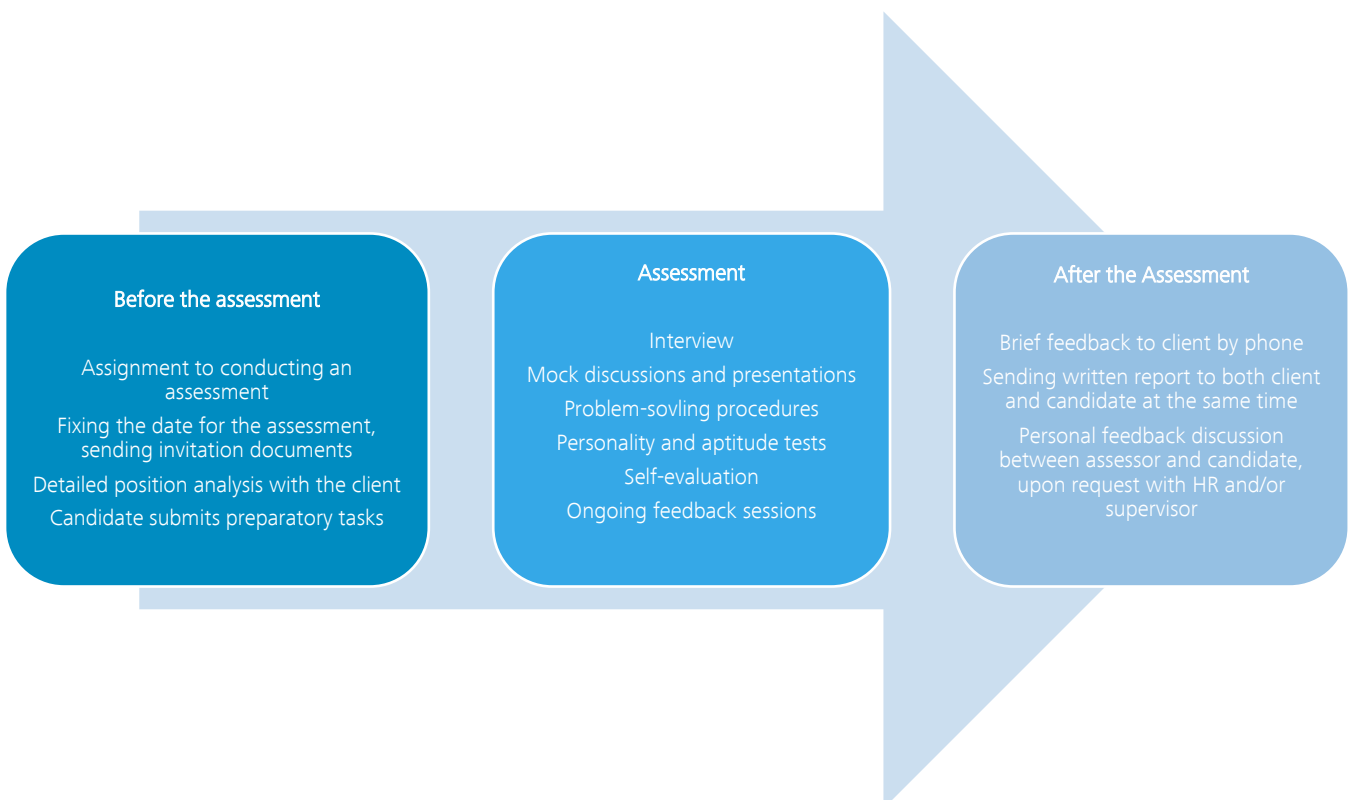 Before the assessment
Assignment to conducting an
assessment
Fixing the date for the assessment,
sending invitation documents
Detailed position analysis with the client
Candidate submits preparatory tasks
Assessment
Interview
Mock discussions and presentations
Problem-sovling procedures
Personality and aptitude tests
Self-evaluation
Ongoing feedback sessions
After the Assessment
Brief feedback to client by phone
Sending written report to both client
and candidate at the same time
Personal feedback discussion
between assessor and candidate,
upon request with HR and/or
supervisor